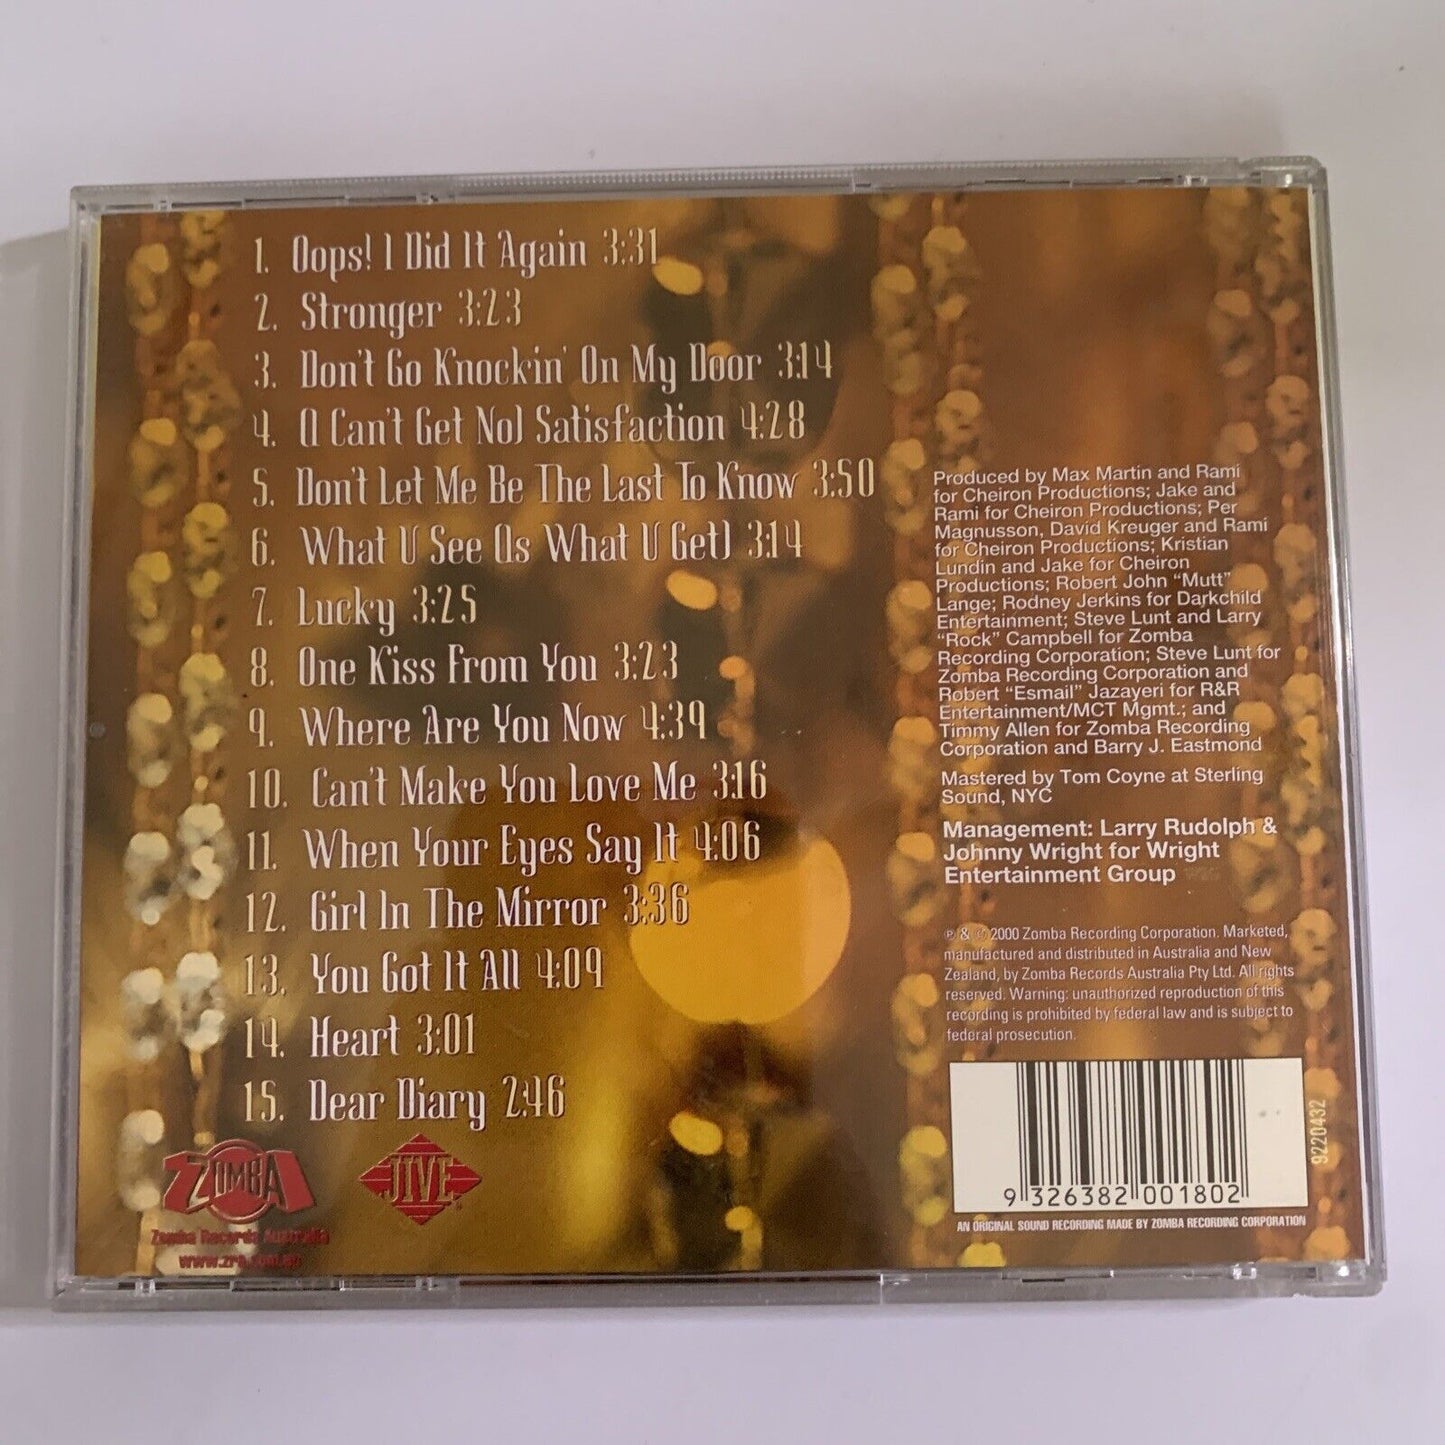 1. Oops! I Did It Again 3:31
2. Stronger 3:23
3. Don't Go Knockin' On My Door 3:14
4. (I Can't Get No) Satisfaction 4:28
5. Don't Let Me Be The Last To Know 3:50
6. What U See (Is What U Get) 3:14
7. Lucky 3:25
8. One Kiss From You 3:23
9. Where Are You Now 4:39
10. Can't Make You Love Me 3:16
11. When Your Eyes Say It 4:06
12. Girl In The Mirror 3:36
13. You Got It All 4:09
14. Heart 3:01
15. Dear Diary 2:46
ZOMBA
Zomba Records Australia
www.zra.com.au
JIVE
Produced by Max Martin and Rami
for Cheiron Productions; Jake and
Rami for Cheiron Productions; Per
Magnusson, David Kreuger and Rami
for Cheiron Productions; Kristian
Lundin and Jake for Cheiron
Productions; Robert John “Mutt”
Lange; Rodney Jerkins for Darkchild
Entertainment; Steve Lunt and Larry
“Rock” Campbell for Zomba
Recording Corporation; Steve Lunt for
Zomba Recording Corporation and
Robert “Esmail” Jazayeri for R&R
Entertainment/MCT Mgmt.; and
Timmy Allen for Zomba Recording
Corporation and Barry J. Eastmond
Mastered by Tom Coyne at Sterling
Sound, NYC
Management: Larry Rudolph &
Johnny Wright for Wright
Entertainment Group
℗ & © 2000 Zomba Recording Corporation. Marketed,
manufactured and distributed in Australia and New
Zealand, by Zomba Records Australia Pty Ltd. All rights
reserved. Warning: unauthorized reproduction of this
recording is prohibited by federal law and is subject to
federal prosecution.
9 326382 001802
9220432
AN ORIGINAL SOUND RECORDING MADE BY ZOMBA RECORDING CORPORATION